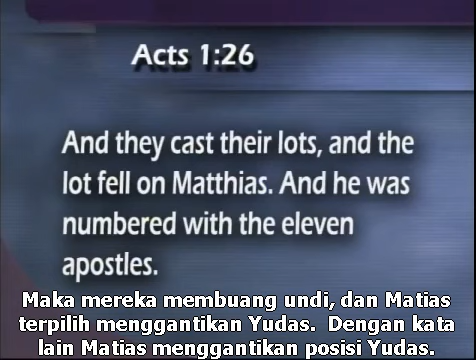 Acts 1:26
And they cast their lots, and the
lot fell on Matthias. And he was
numbered with the eleven
apostles.
Maka mereka membuang undi, dan Matias
terpilih menggantikan Yudas. Dengan kata
lain Matias menggantikan posisi Yudas.